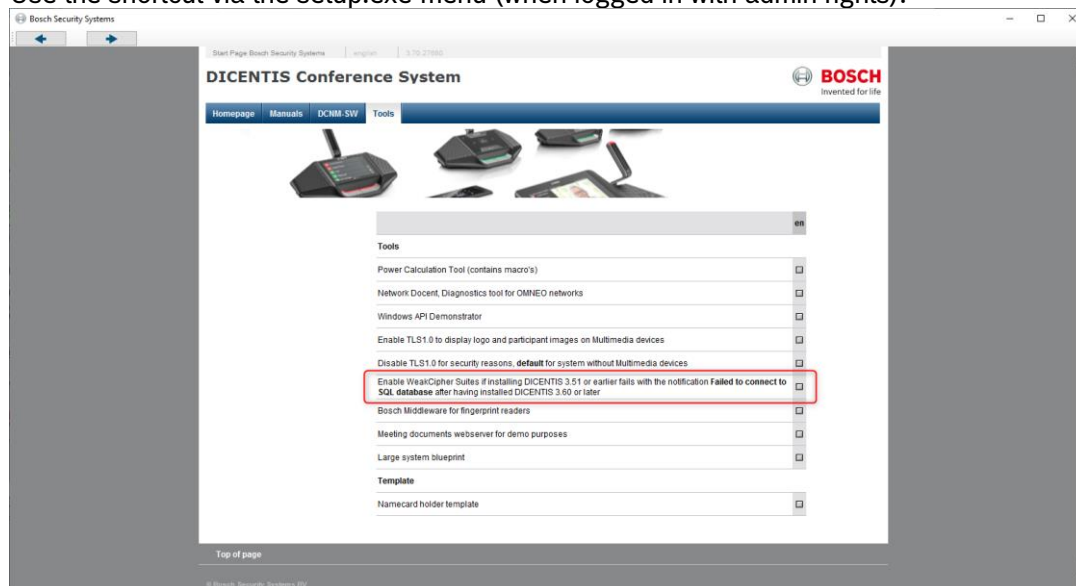 Use the shortcut via the setup.exe menu (when logged in with admin rights).
Bosch Security Systems
Start Page Bosch Security Systems english 3.70.27680
DICENTIS Conference System
BOSCH
Invented for life
Homepage Manuals DCNM-SW Tools
en
Tools
Power Calculation Tool (contains macro's)
Network Docent, Diagnostics tool for OMNEO networks
Windows API Demonstrator
Enable TLS1.0 to display logo and participant images on Multimedia devices
Disable TLS1.0 for security reasons, default for system without Multimedia devices
Enable WeakCipher Suites if installing DICENTIS 3.51 or earlier fails with the notification Failed to connect to
SQL database after having installed DICENTIS 3.60 or later
Bosch Middleware for fingerprint readers
Meeting documents webserver for demo purposes
Large system blueprint
Template
Namecard holder template
Top of page
© Bosch Security Systems BV